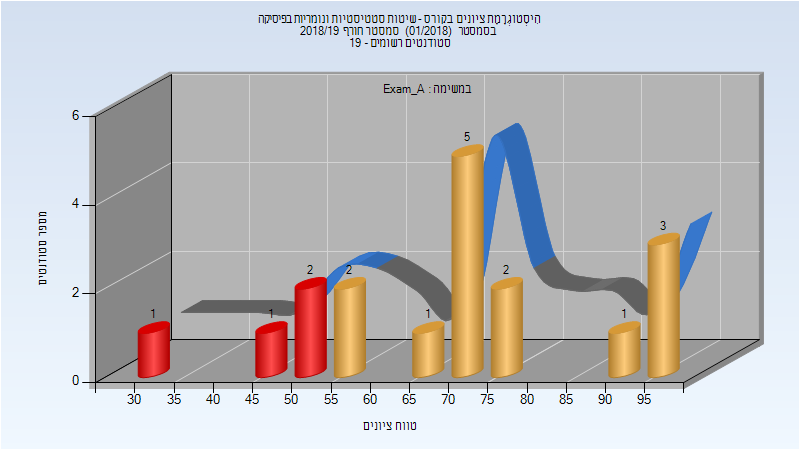 הִיסְטוֹגְרָמַת ציונים בקורס - שיטות סטטיסטיות ונומריות בפיסיקה
בסמסטר (01/2018) סמסטר חורף 2018/19
סטודנטים רשומים - 19
במשימה : Exam_A
מספר סטודנטים
6
4
2
0
1
1
2
2
1
5
2
1
3
30 35 40 45 50 55 60 65 70 75 80 85 90 95
טווח ציונים